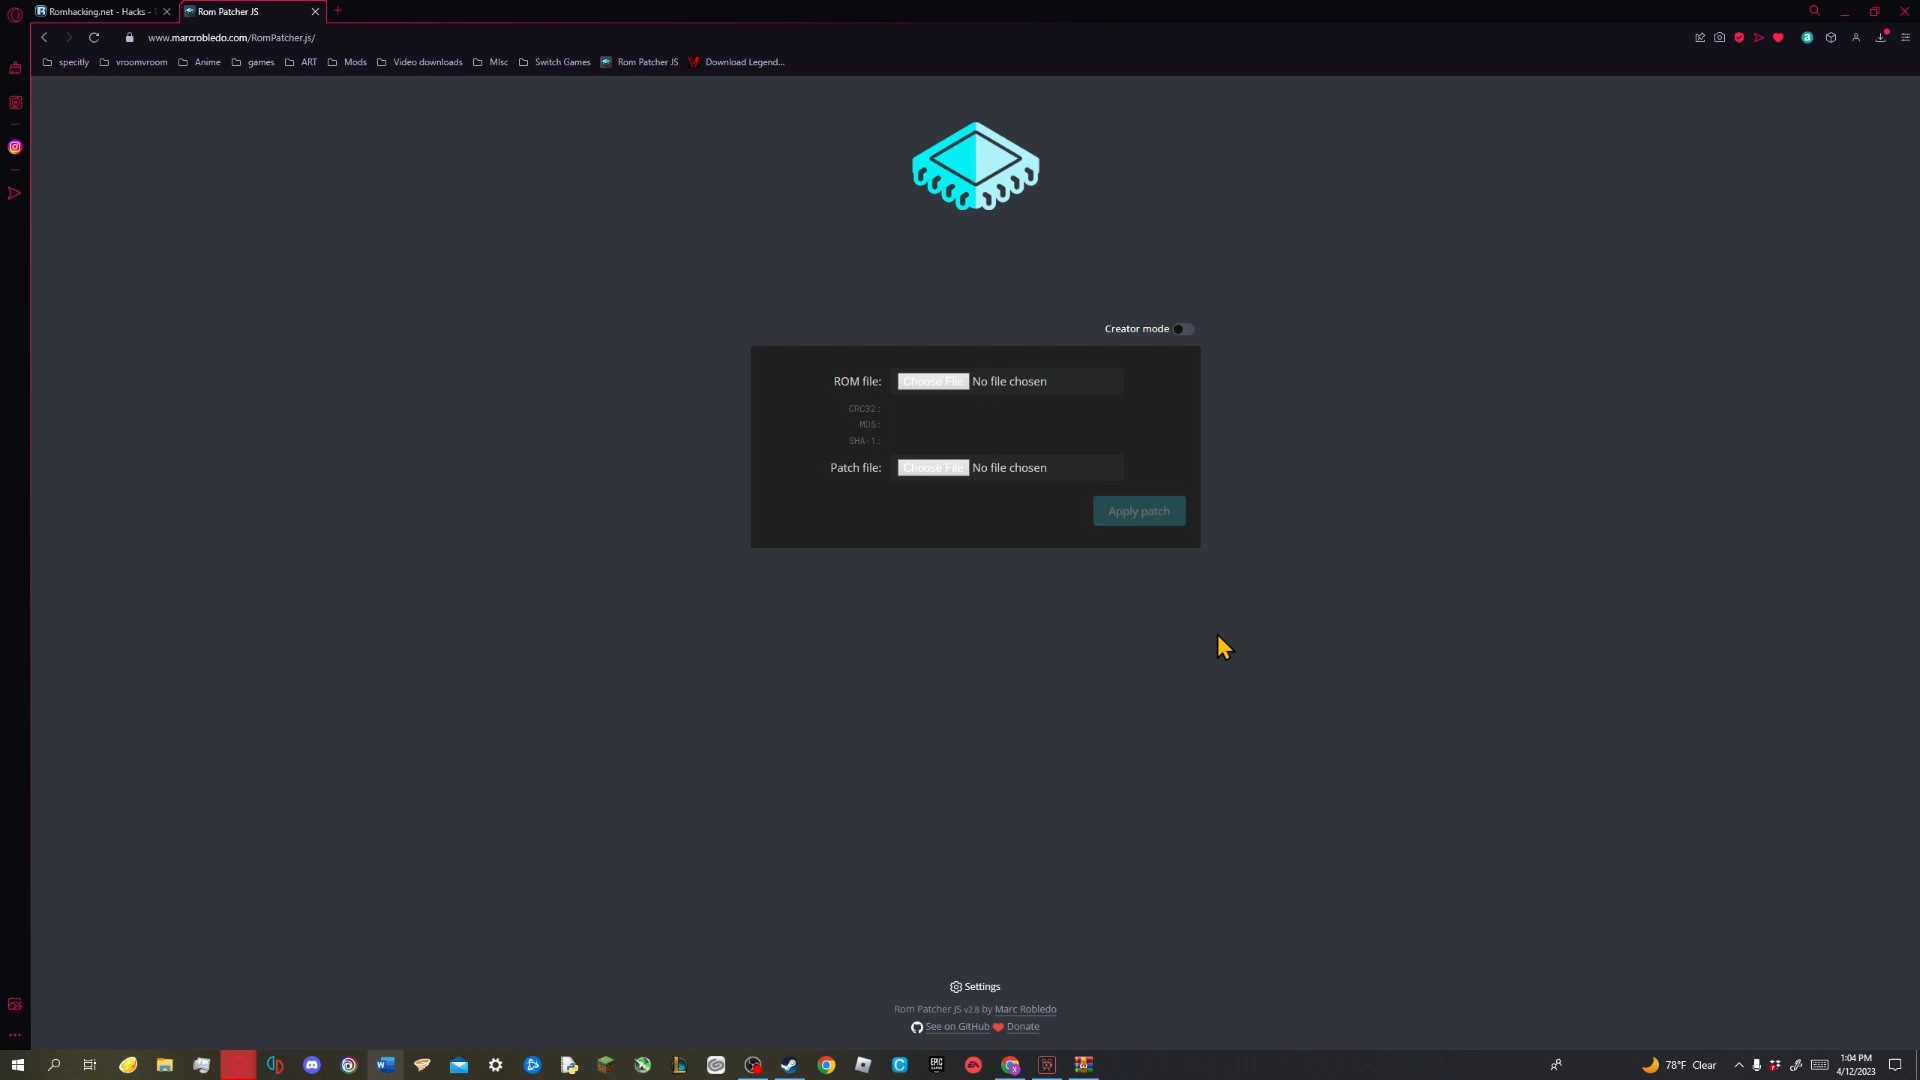 Romhacking.net - Hacks -
Rom Patcher JS
www.marcrobledo.com/RomPatcher.js/
specitly
vroomvroom
Anime
games
ART
Mods
Video downloads
MIsc
Switch Games
Rom Patcher JS
Download Legend...
Creator mode
ROM file:
Choose File
No file chosen
CRC32:
MD5:
SHA-1:
Patch file:
Choose File
No file chosen
Apply patch
Settings
Rom Patcher JS v2.8 by Marc Robledo
See on GitHub
Donate
78°F Clear
1:04 PM
4/12/2023